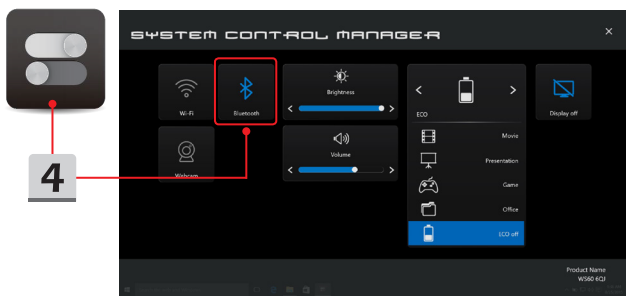 SYSTEM CONTROL MANAGER
Wi-Fi
Bluetooth
Brightness
ECO
Display off
Webcam
Volume
Movie
Presentation
Game
Office
ECO off
4
Product Name
WS60 6QJ